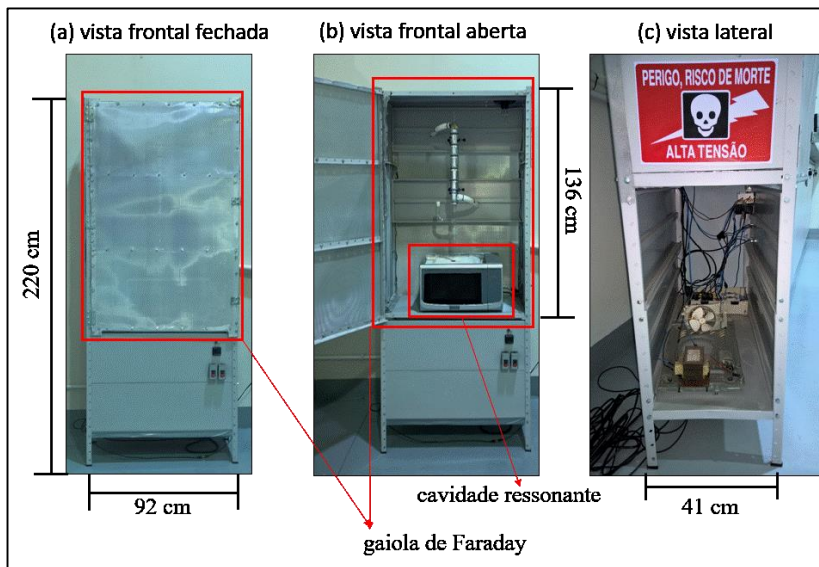 (a) vista frontal fechada
(b) vista frontal aberta
(c) vista lateral
PERIGO, RISCO DE MORTE
ALTA TENSÃO
220 cm
136 cm
92 cm
cavidade ressonante
41 cm
gaiola de Faraday